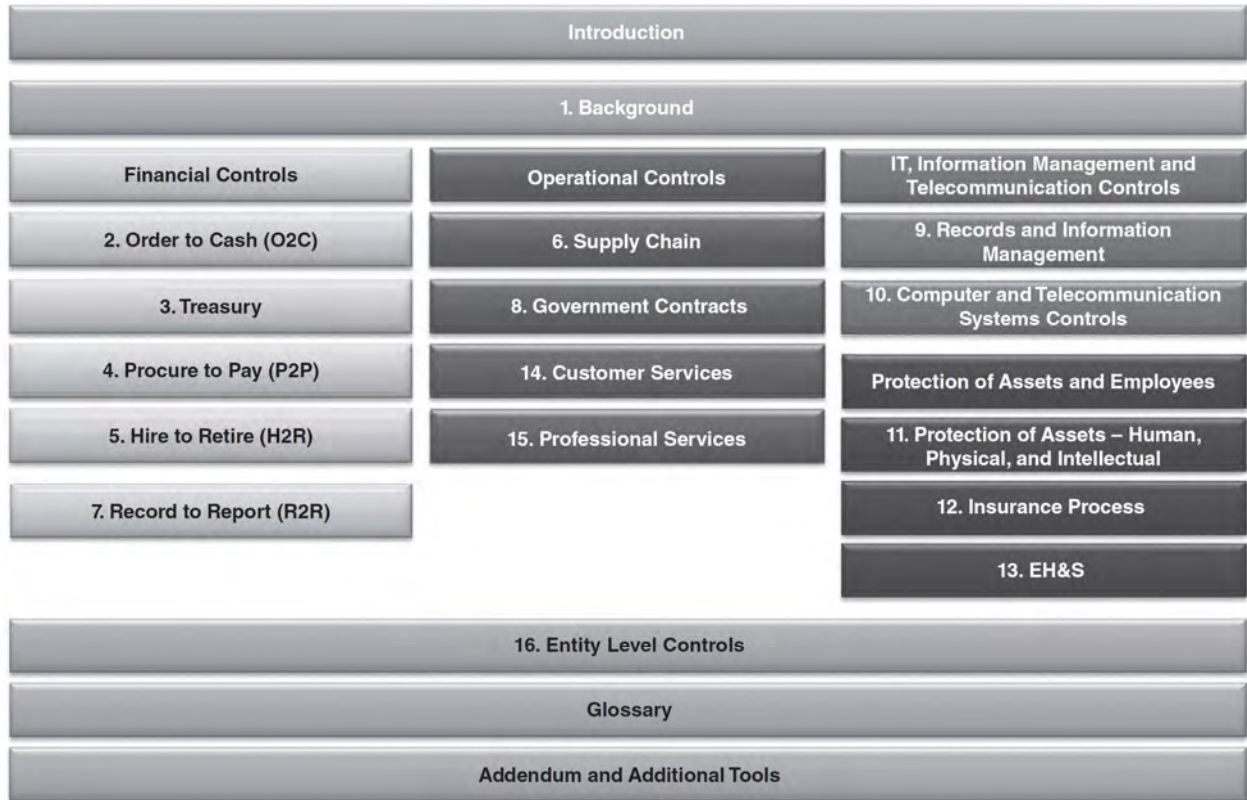 Introduction
1. Background
Financial Controls
2. Order to Cash (O2C)
3. Treasury
4. Procure to Pay (P2P)
5. Hire to Retire (H2R)
7. Record to Report (R2R)
Operational Controls
6. Supply Chain
8. Government Contracts
14. Customer Services
15. Professional Services
IT, Information Management and
Telecommunication Controls
9. Records and Information
Management
10. Computer and Telecommunication
Systems Controls
Protection of Assets and Employees
11. Protection of Assets – Human,
Physical, and Intellectual
12. Insurance Process
13. EH&S
16. Entity Level Controls
Glossary
Addendum and Additional Tools